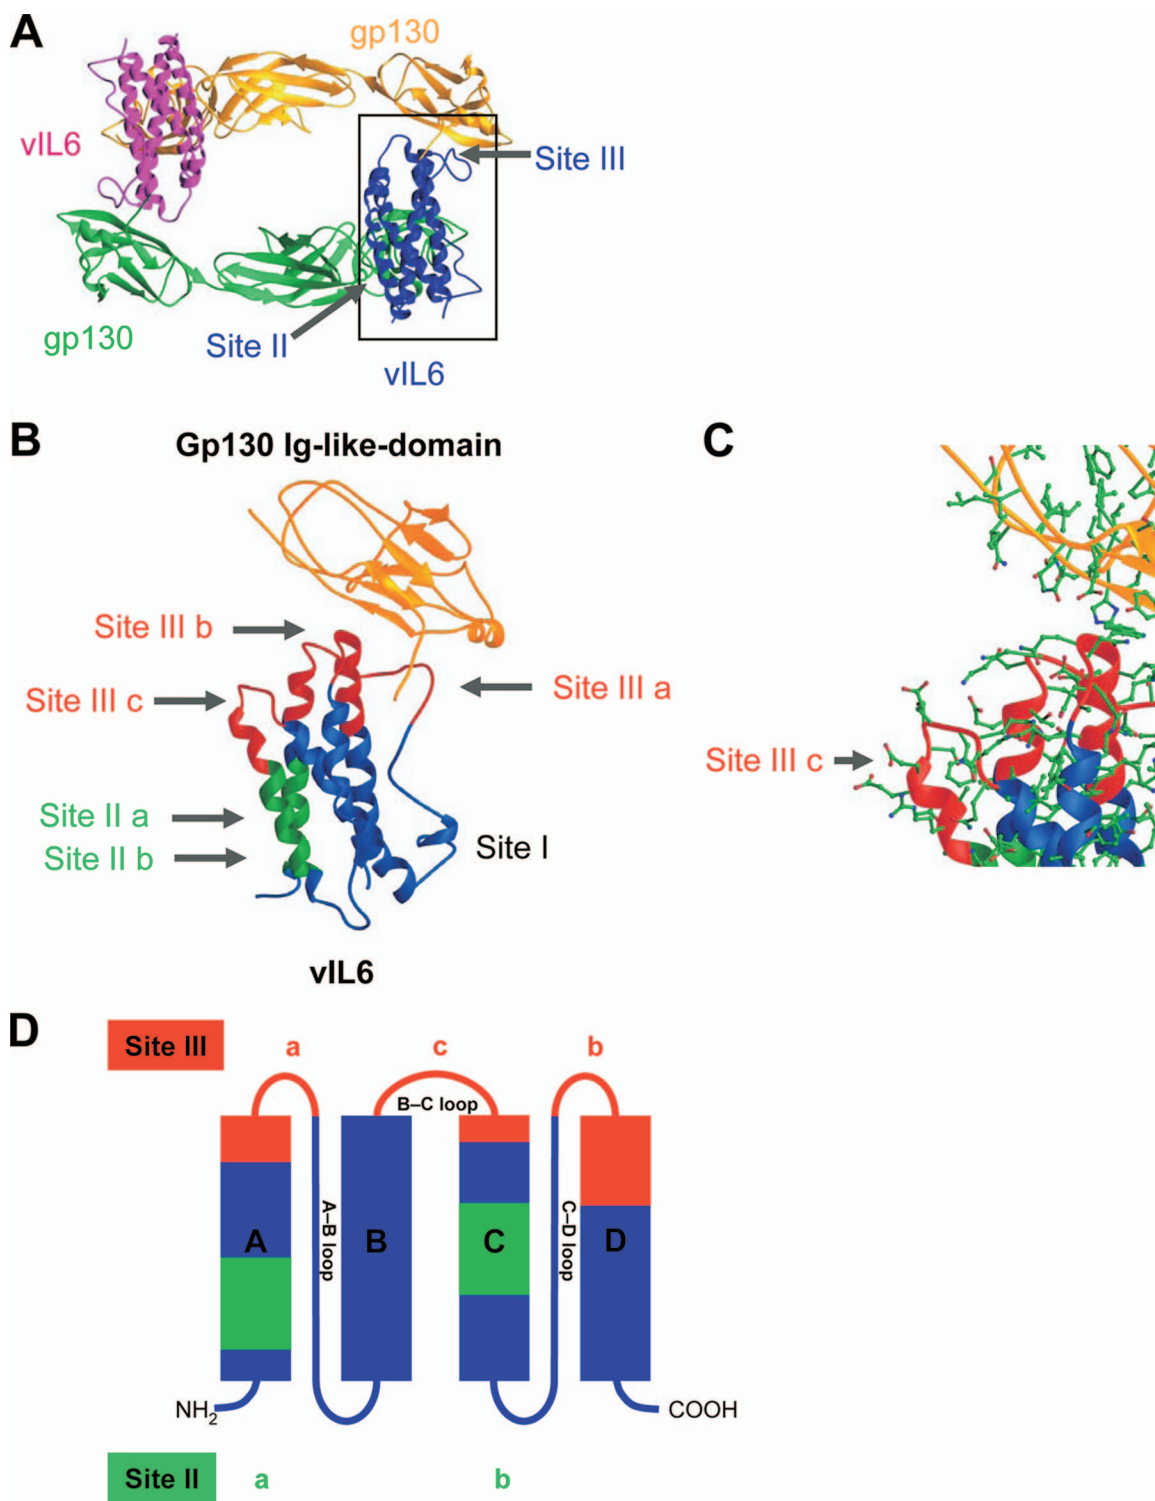 A
gp130
vIL6
Site III
gp130
Site II
vIL6
B
Gp130 Ig-like-domain
C
Site III b
Site III c
Site III a
Site III c
Site II a
Site II b
Site I
vIL6
D
Site III
a
c
b
B–C loop
A–B loop
C–D loop
A
B
C
D
NH2
COOH
Site II
a
b